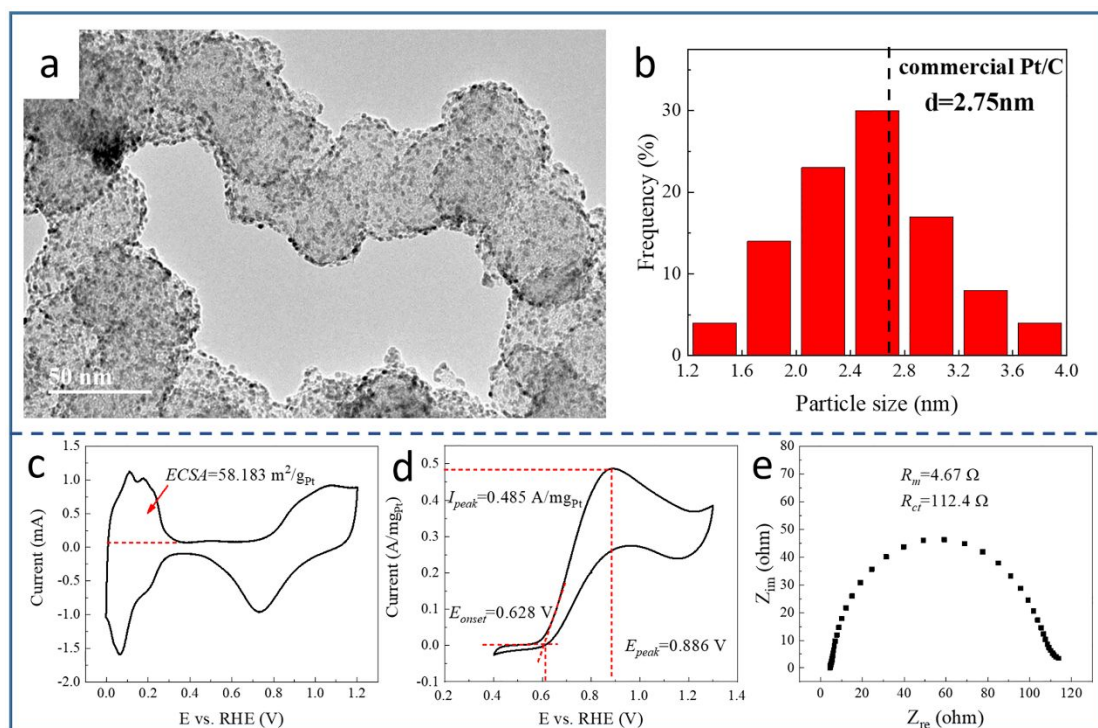 a
50 nm
b
commercial Pt/C
d=2.75nm
Frequency (%)
30
20
10
0
1.2 1.6 2.0 2.4 2.8 3.2 3.6 4.0
Particle size (nm)
c
ECSA=58.183 m²/gPt
Current (mA)
1.5
1.0
0.5
0.0
-0.5
-1.0
-1.5
-2.0
0.0 0.2 0.4 0.6 0.8 1.0 1.2
E vs. RHE (V)
d
Ipeak=0.485 A/mgPt
Eonset=0.628 V
Epeak=0.886 V
Current (A/mgPt)
0.5
0.4
0.3
0.2
0.1
0.0
-0.1
0.2 0.4 0.6 0.8 1.0 1.2 1.4
E vs. RHE (V)
e
Rm=4.67 Ω
Rct=112.4 Ω
Zim (ohm)
80
70
60
50
40
30
20
10
0
0 20 40 60 80 100 120
Zre (ohm)